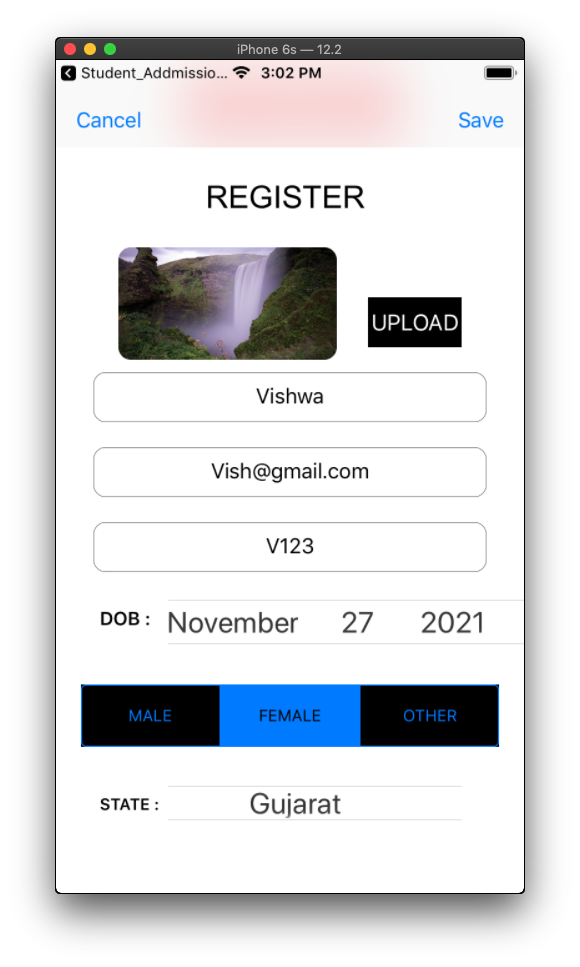 iPhone 6s — 12.2
Student_Addmissio... 3:02 PM
Cancel Save
REGISTER
UPLOAD
Vishwa
Vish@gmail.com
V123
DOB : November 27 2021
MALE FEMALE OTHER
STATE : Gujarat